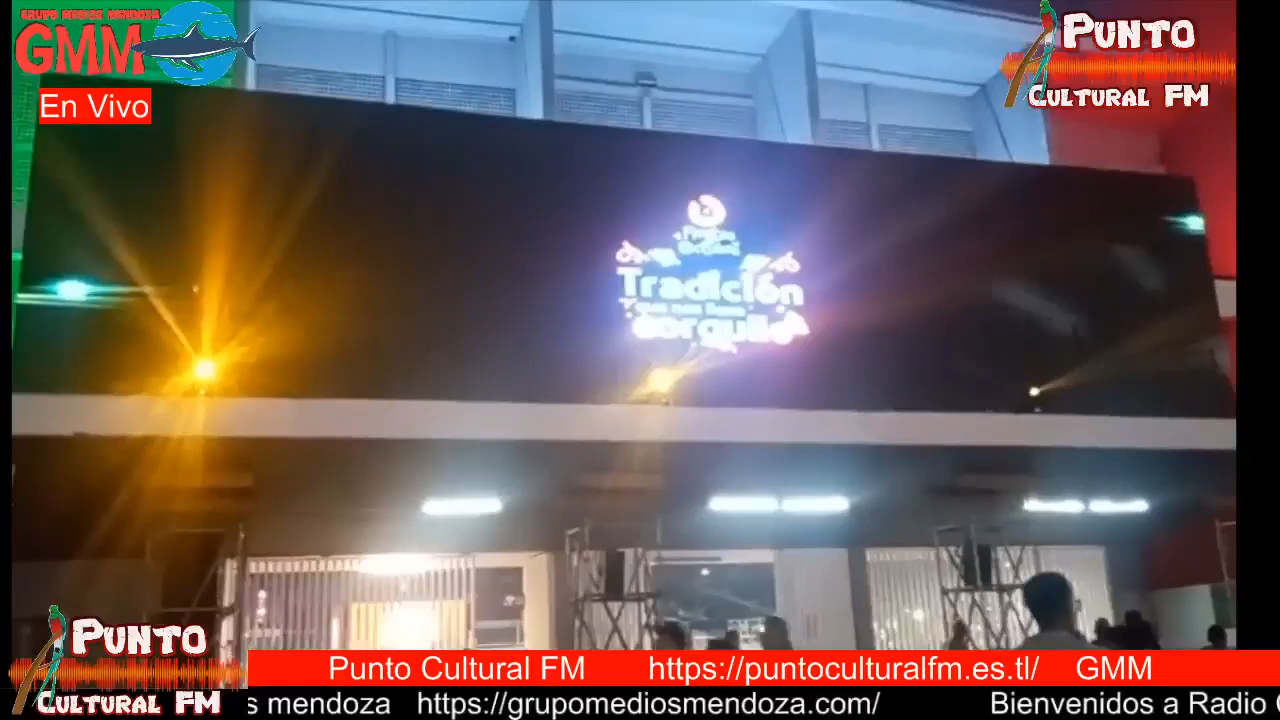 GRUPO MEDIOS MENDOZA
GMM
En Vivo
PUNTO
CULTURAL FM
Tradición
orgullo
PUNTO
CULTURAL FM
Punto Cultural FM https://puntoculturalfm.es.tl/ GMM
s mendoza https://grupomediosmendoza.com/ Bienvenidos a Radio